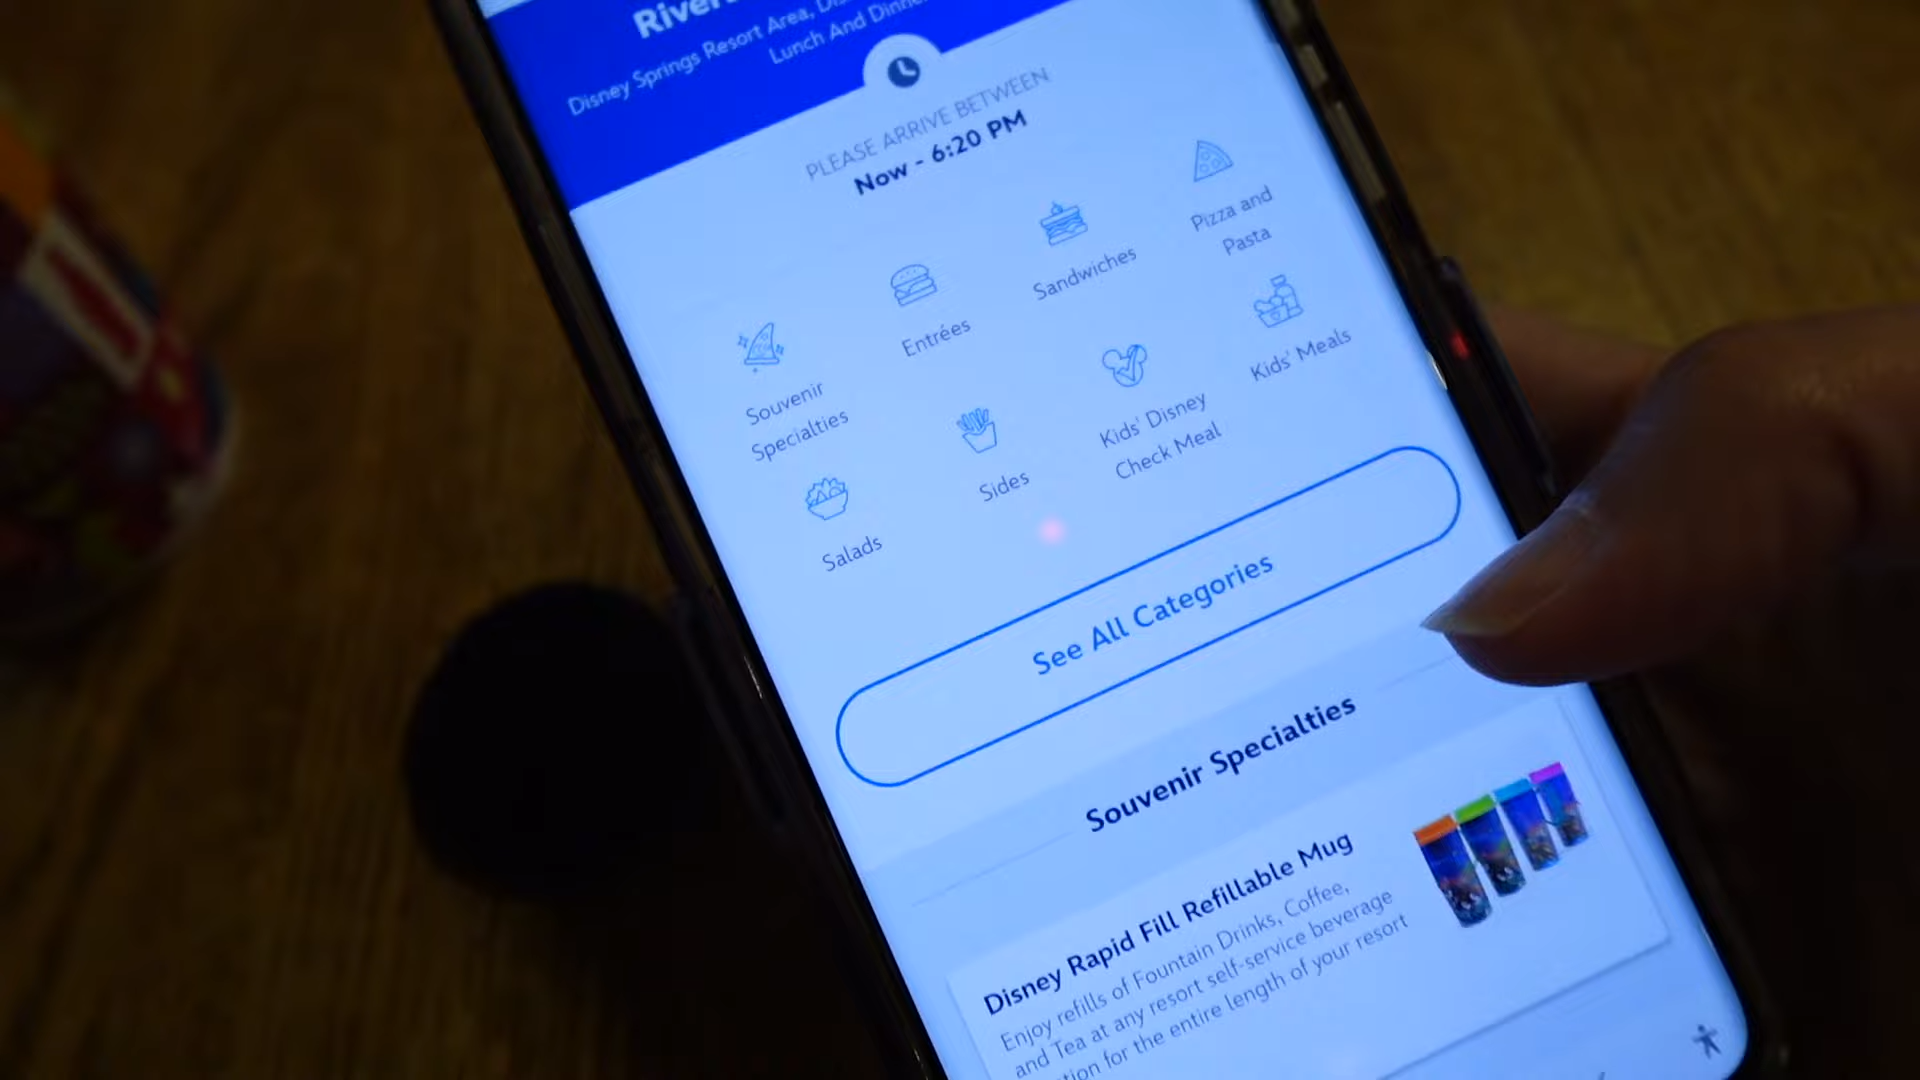 Disney Springs Resort Area,
Lunch And
PLEASE ARRIVE BETWEEN
Now - 6:20 PM
Souvenir
Specialties
Entrées
Sandwiches
Pizza and
Pasta
Salads
Sides
Kids' Disney
Check Meal
Kids' Meals
See All Categories
Souvenir Specialties
Disney Rapid Fill Refillable Mug
Enjoy refills of Fountain Drinks, Coffee,
and Tea at any resort self-service beverage
for the entire length of your resort